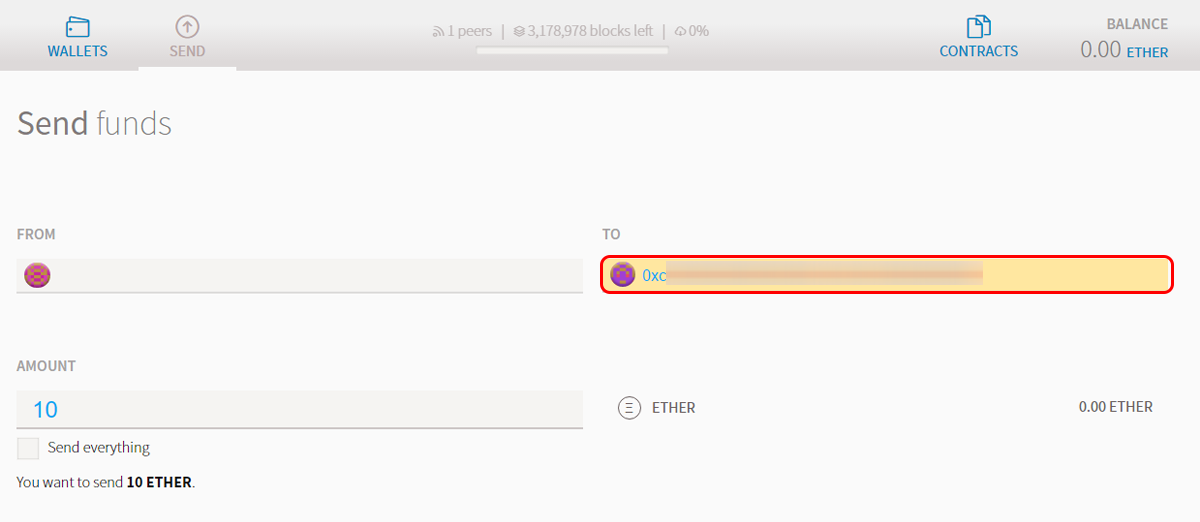 WALLETS
SEND
1 peers | 3,178,978 blocks left | 0%
CONTRACTS
BALANCE
0.00 ETHER
Send funds
FROM
TO
0xc
AMOUNT
10
ETHER
0.00 ETHER
Send everything
You want to send 10 ETHER.